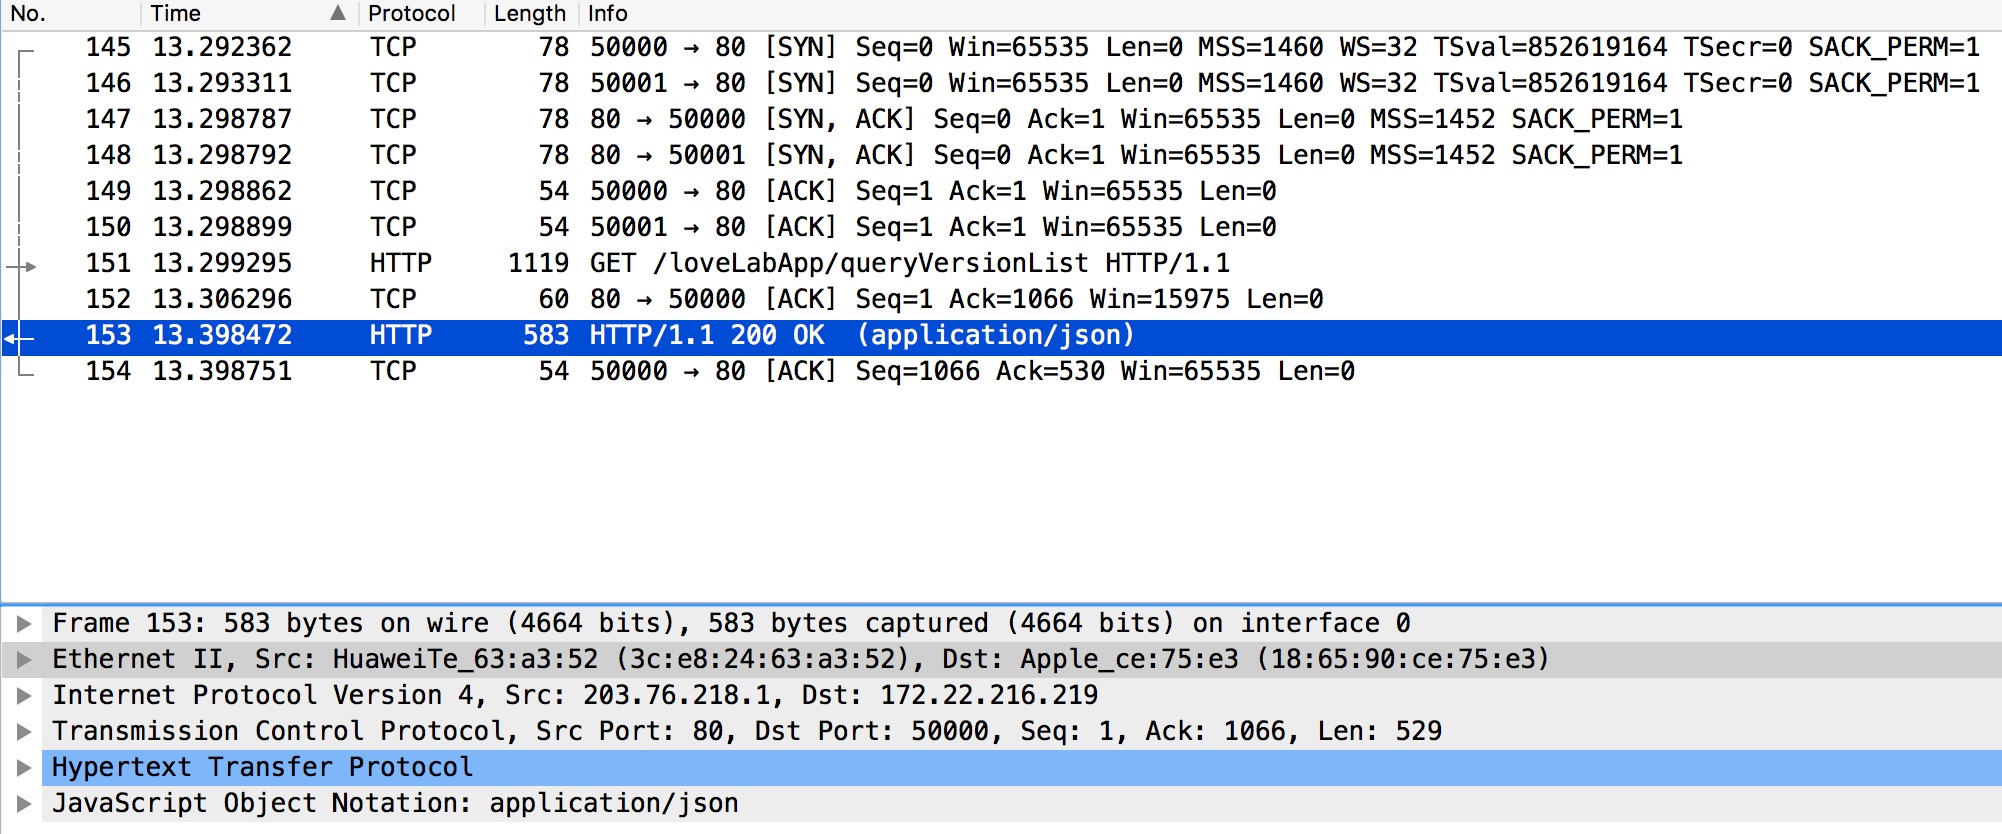 No. Time Protocol Length Info
145 13.292362 TCP 78 50000 → 80 [SYN] Seq=0 Win=65535 Len=0 MSS=1460 WS=32 TSval=852619164 TSecr=0 SACK_PERM=1
146 13.293311 TCP 78 50001 → 80 [SYN] Seq=0 Win=65535 Len=0 MSS=1460 WS=32 TSval=852619164 TSecr=0 SACK_PERM=1
147 13.298787 TCP 78 80 → 50000 [SYN, ACK] Seq=0 Ack=1 Win=65535 Len=0 MSS=1452 SACK_PERM=1
148 13.298792 TCP 78 80 → 50001 [SYN, ACK] Seq=0 Ack=1 Win=65535 Len=0 MSS=1452 SACK_PERM=1
149 13.298862 TCP 54 50000 → 80 [ACK] Seq=1 Ack=1 Win=65535 Len=0
150 13.298899 TCP 54 50001 → 80 [ACK] Seq=1 Ack=1 Win=65535 Len=0
151 13.299295 HTTP 1119 GET /loveLabApp/queryVersionList HTTP/1.1
152 13.306296 TCP 60 80 → 50000 [ACK] Seq=1 Ack=1066 Win=15975 Len=0
153 13.398472 HTTP 583 HTTP/1.1 200 OK (application/json)
154 13.398751 TCP 54 50000 → 80 [ACK] Seq=1066 Ack=530 Win=65535 Len=0
Frame 153: 583 bytes on wire (4664 bits), 583 bytes captured (4664 bits) on interface 0
Ethernet II, Src: HuaweiTe_63:a3:52 (3c:e8:24:63:a3:52), Dst: Apple_ce:75:e3 (18:65:90:ce:75:e3)
Internet Protocol Version 4, Src: 203.76.218.1, Dst: 172.22.216.219
Transmission Control Protocol, Src Port: 80, Dst Port: 50000, Seq: 1, Ack: 1066, Len: 529
Hypertext Transfer Protocol
JavaScript Object Notation: application/json